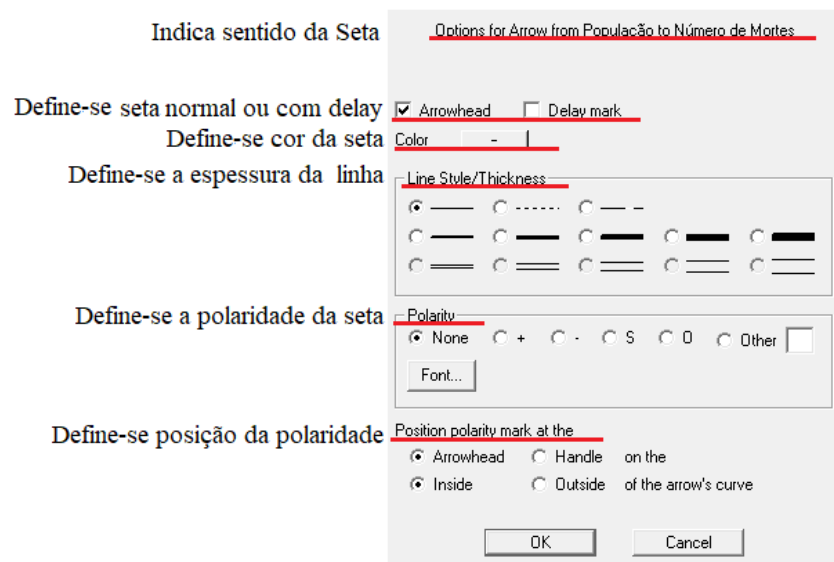 Indica sentido da Seta
Options for Arrow from População to Número de Mortes
Define-se seta normal ou com delay
Arrowhead Delay mark
Define-se cor da seta
Color -
Define-se a espessura da linha
Line Style/Thickness
Define-se a polaridade da seta
Polarity
None + - S O Other
Font...
Define-se posição da polaridade
Position polarity mark at the
Arrowhead Handle on the
Inside Outside of the arrow's curve
OK Cancel